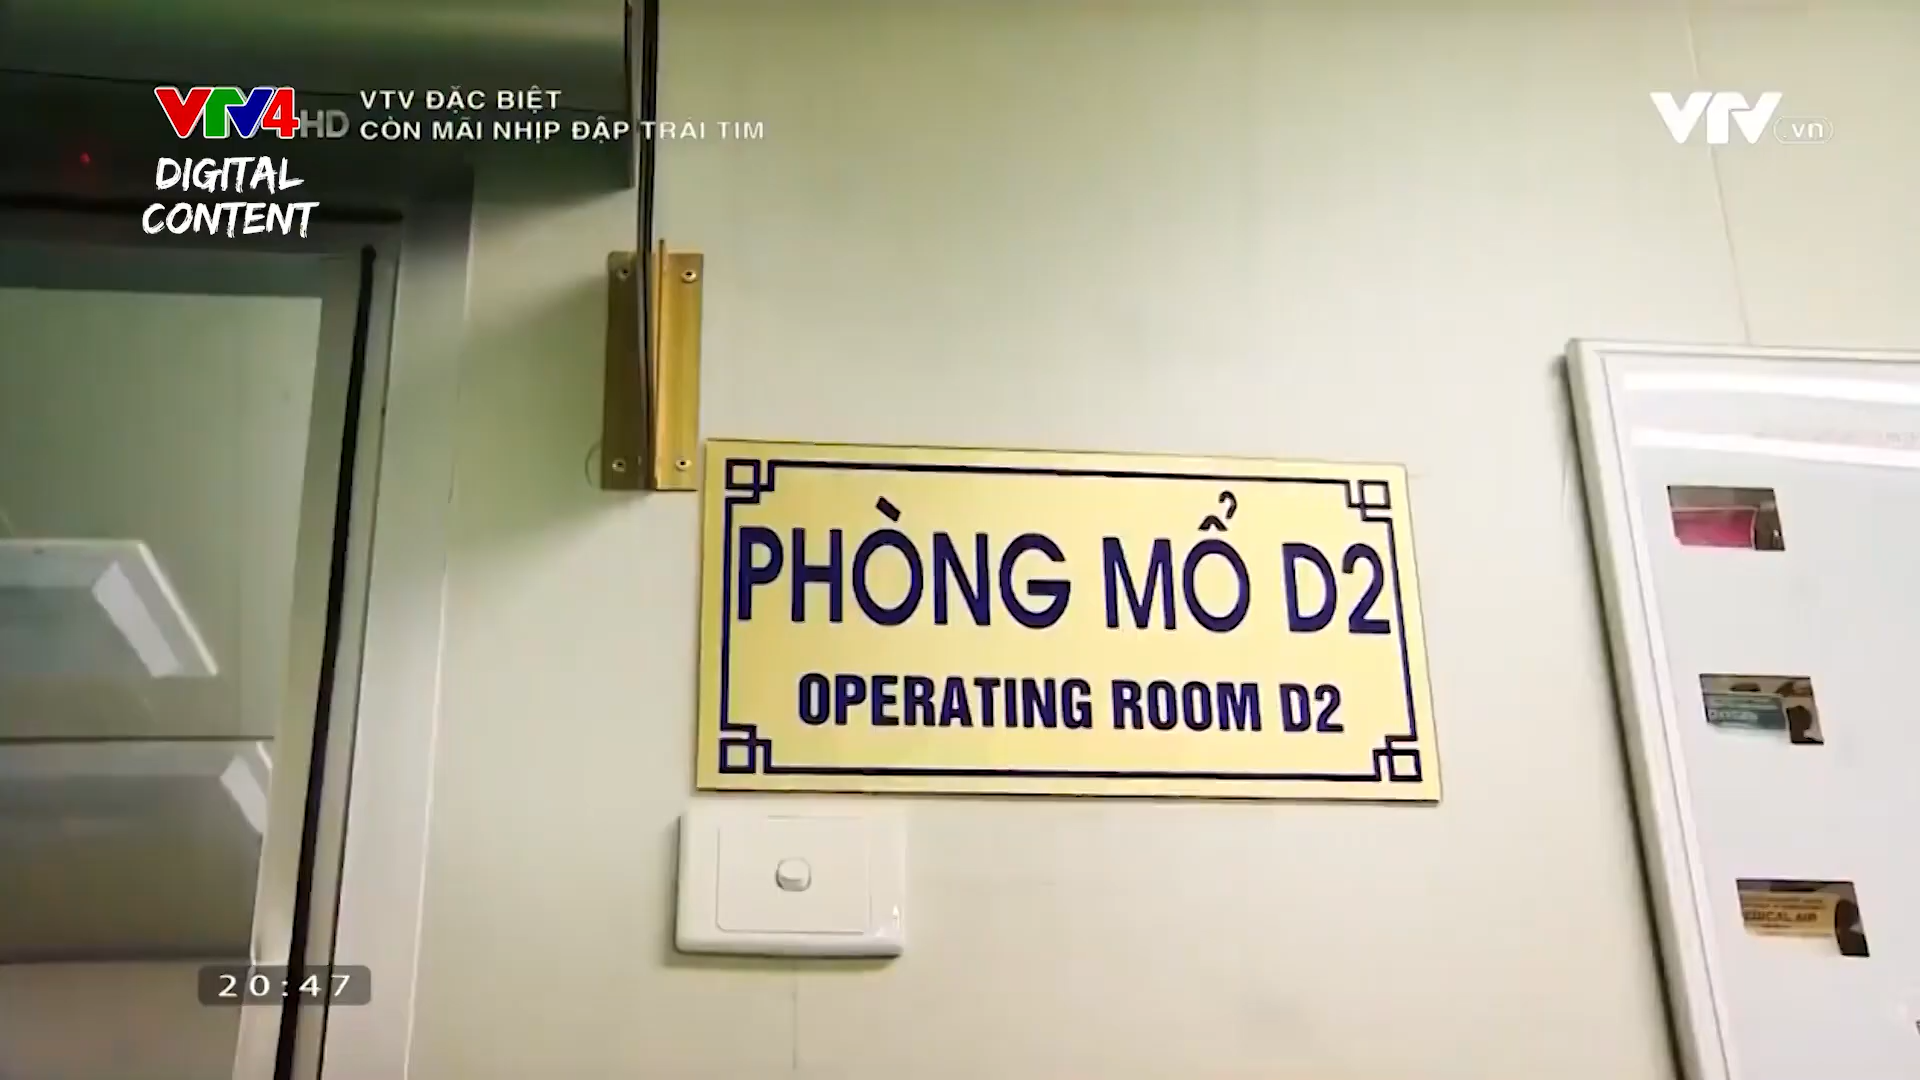 VTV4
HD
VTV ĐẶC BIỆT
CÒN MÃI NHỊP ĐẬP TRÁI TIM
DIGITAL
CONTENT
VTV.vn
PHÒNG MỔ D2
OPERATING ROOM D2
20:47